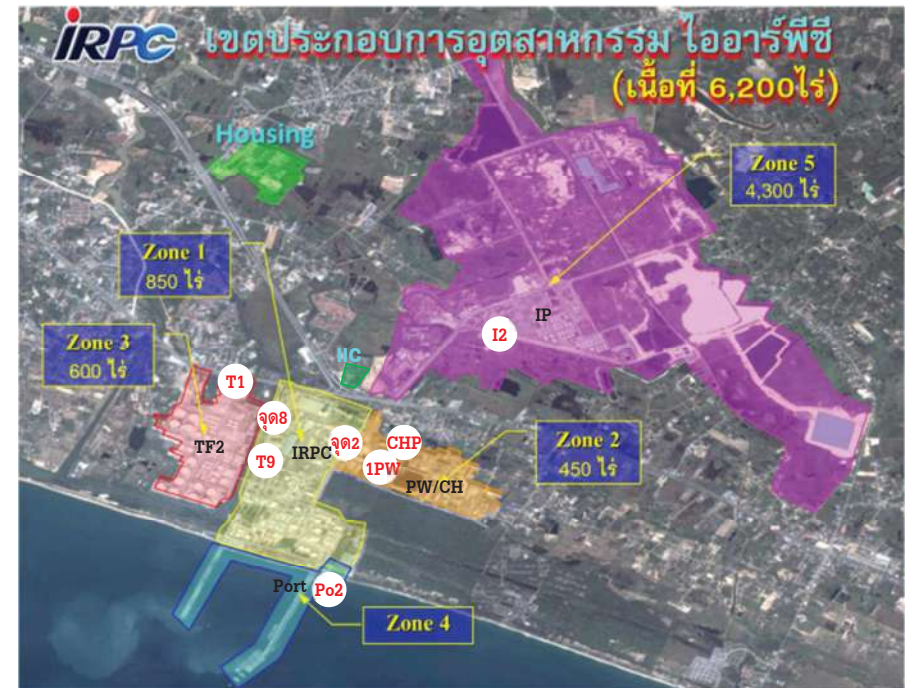 IRPC เขตประกอบการอุตสาหกรรม ไออาร์พีซี
(เนื้อที่ 6,200ไร่)
Housing
Zone 5
4,300 ไร่
Zone 1
850 ไร่
IP
I2
Zone 3
600 ไร่
NC
T1
จุด8
TF2
T9
IRPC
จุด2
CHP
1PW
PW/CH
Zone 2
450 ไร่
Port
Po2
Zone 4